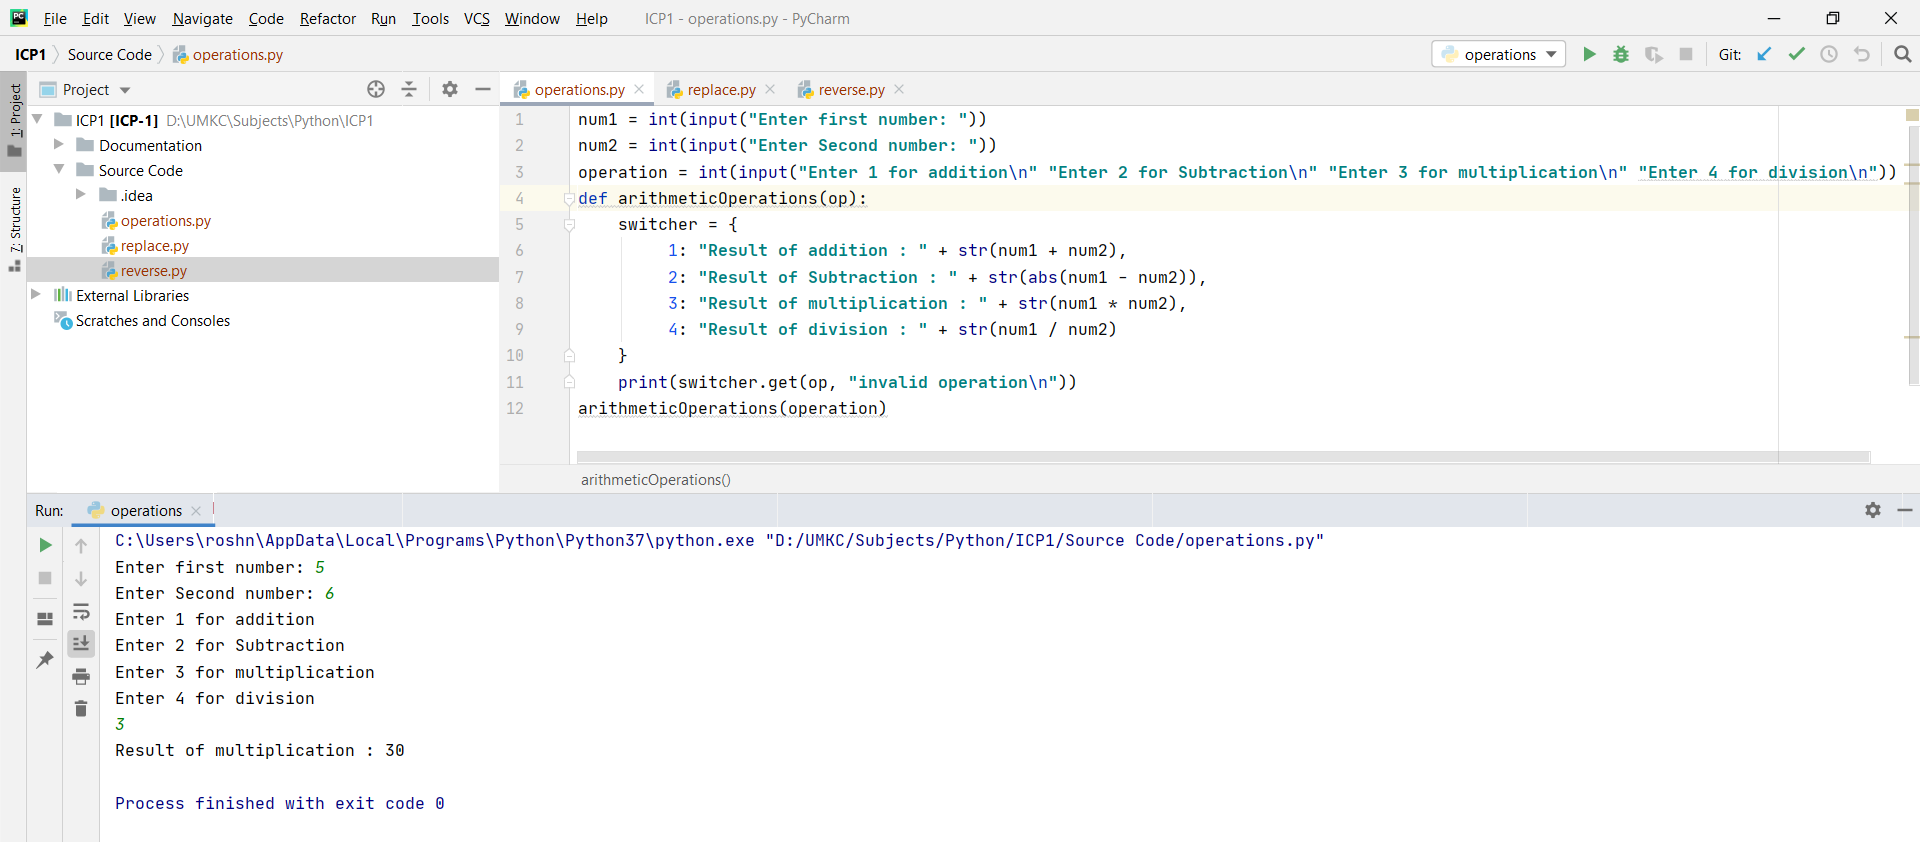 File Edit View Navigate Code Refactor Run Tools VCS Window Help ICP1 - operations.py - PyCharm
ICP1 Source Code operations.py operations Git:
1: Project
7: Structure
Project
ICP1 [ICP-1] D:\UMKC\Subjects\Python\ICP1
Documentation
Source Code
.idea
operations.py
replace.py
reverse.py
External Libraries
Scratches and Consoles
operations.py replace.py reverse.py
1 num1 = int(input("Enter first number: "))
2 num2 = int(input("Enter Second number: "))
3 operation = int(input("Enter 1 for addition\n" "Enter 2 for Subtraction\n" "Enter 3 for multiplication\n" "Enter 4 for division\n"))
4 def arithmeticOperations(op):
5 switcher = {
6 1: "Result of addition : " + str(num1 + num2),
7 2: "Result of Subtraction : " + str(abs(num1 - num2)),
8 3: "Result of multiplication : " + str(num1 * num2),
9 4: "Result of division : " + str(num1 / num2)
10 }
11 print(switcher.get(op, "invalid operation\n"))
12 arithmeticOperations(operation)
arithmeticOperations()
Run: operations
C:\Users\roshn\AppData\Local\Programs\Python\Python37\python.exe "D:/UMKC/Subjects/Python/ICP1/Source Code/operations.py"
Enter first number: 5
Enter Second number: 6
Enter 1 for addition
Enter 2 for Subtraction
Enter 3 for multiplication
Enter 4 for division
3
Result of multiplication : 30
Process finished with exit code 0